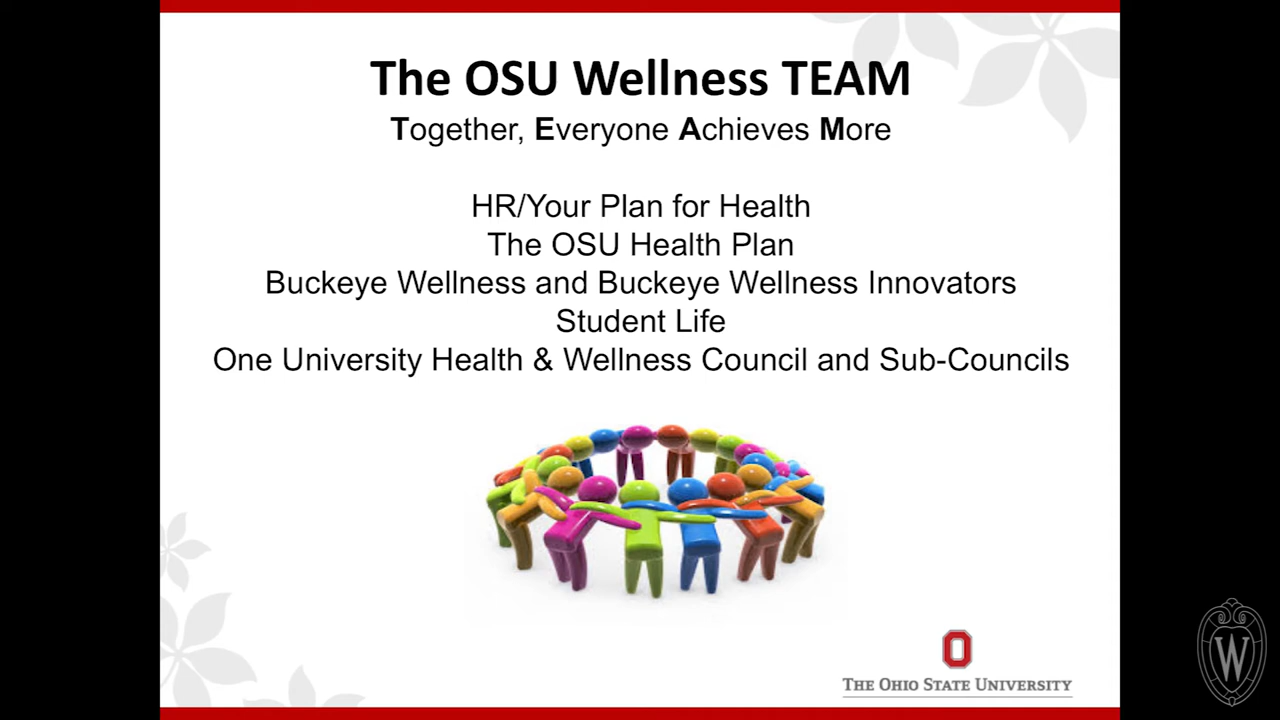 The OSU Wellness TEAM
Together, Everyone Achieves More
HR/Your Plan for Health
The OSU Health Plan
Buckeye Wellness and Buckeye Wellness Innovators
Student Life
One University Health & Wellness Council and Sub-Councils
O
THE OHIO STATE UNIVERSITY
W